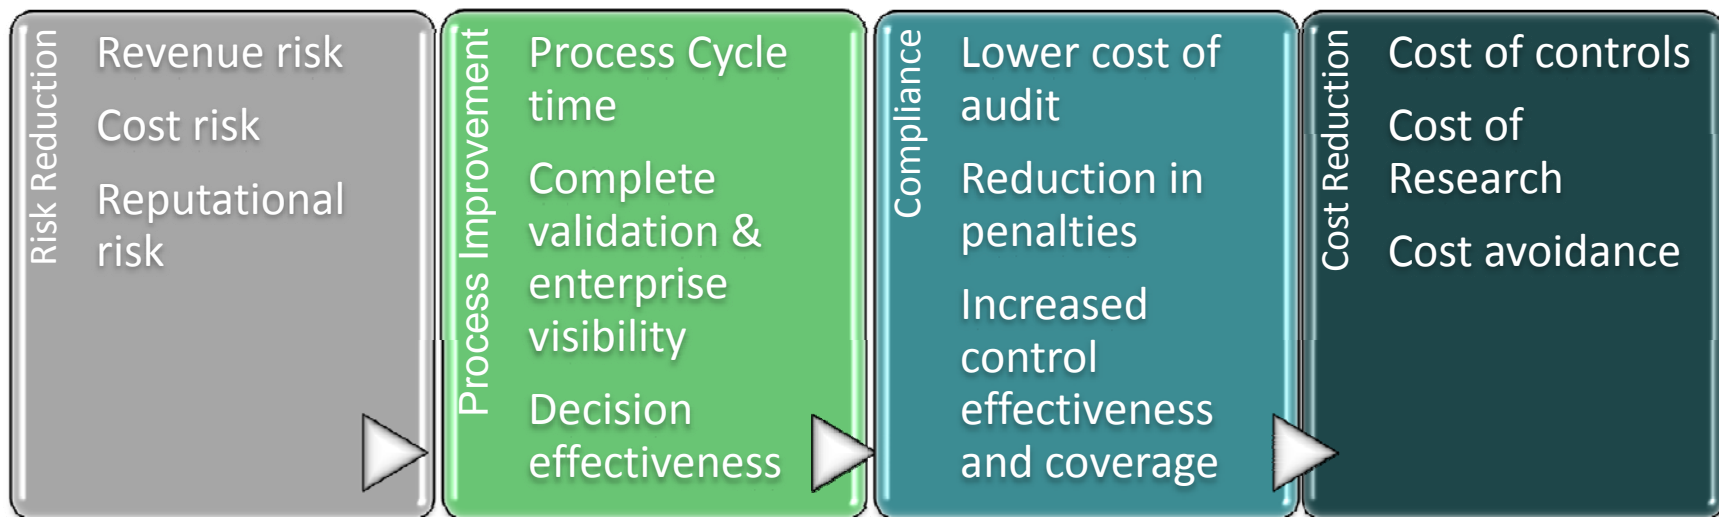 Risk Reduction
Revenue risk
Cost risk
Reputational
risk
Process Improvement
Process Cycle
time
Complete
validation &
enterprise
visibility
Decision
effectiveness
Compliance
Lower cost of
audit
Reduction in
penalties
Increased
control
effectiveness
and coverage
Cost Reduction
Cost of controls
Cost of
Research
Cost avoidance